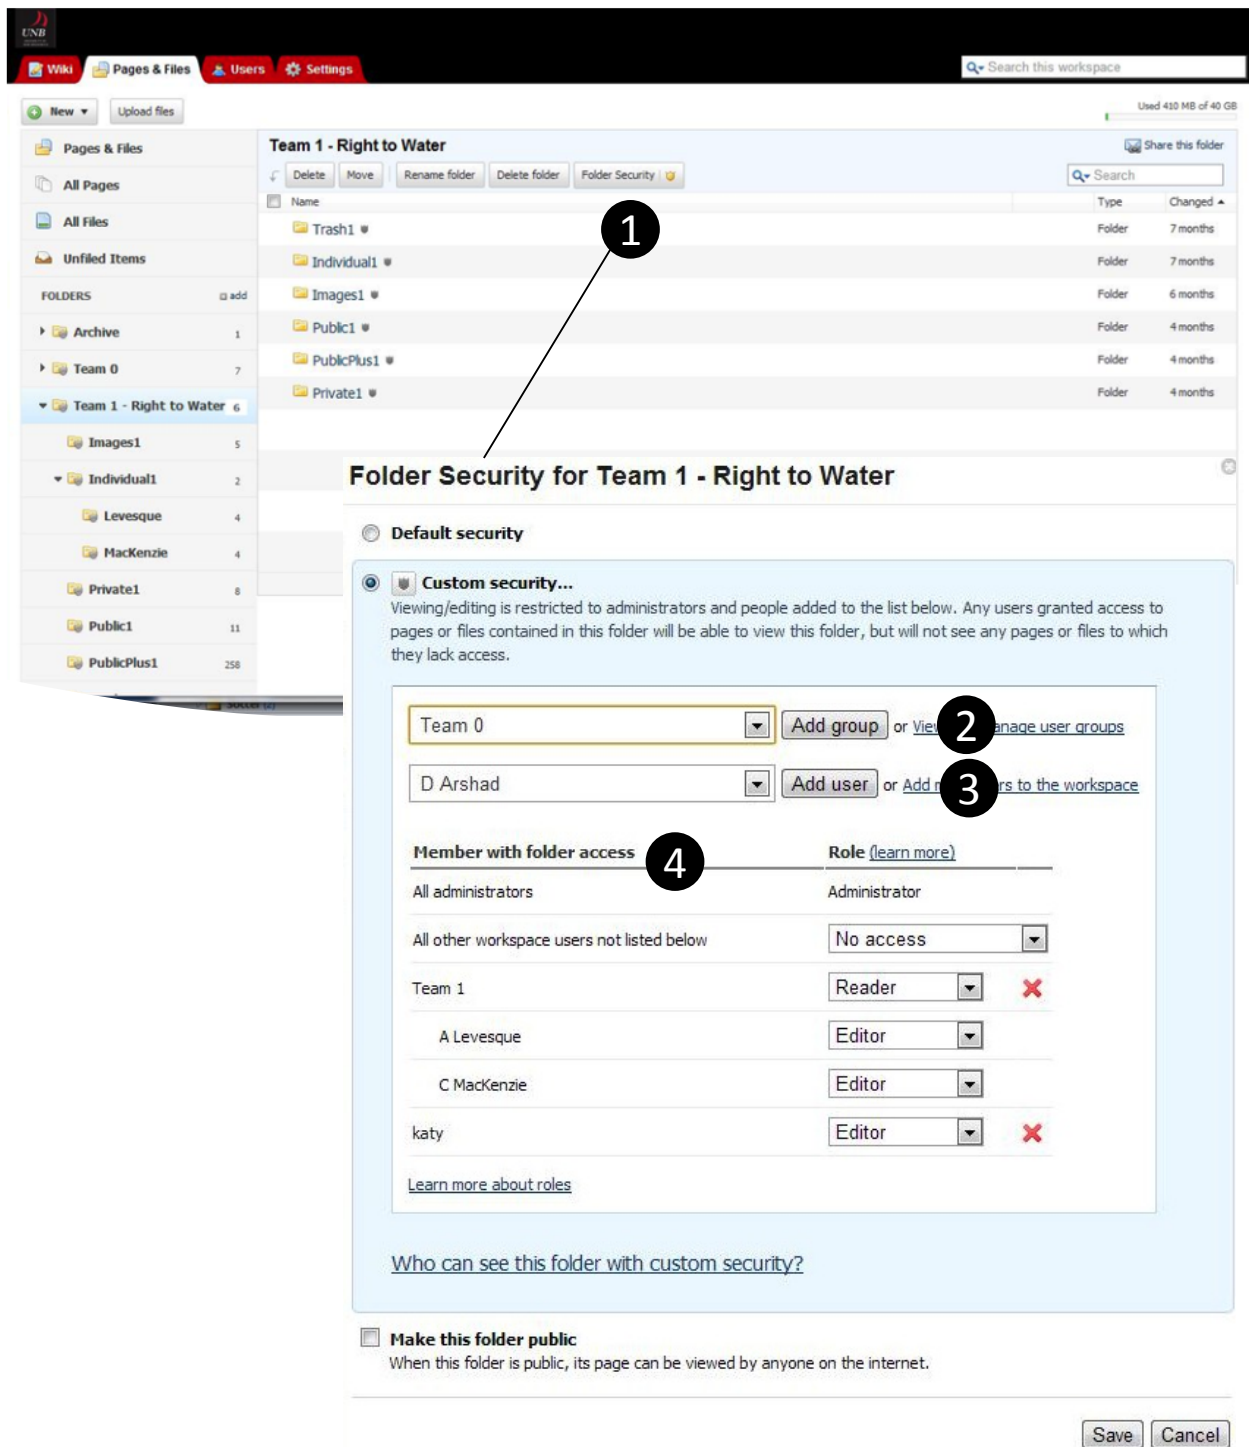 UNB
Wiki
Pages & Files
Users
Settings
Search this workspace
New
Upload files
Used 410 MB of 40 GB
Pages & Files
All Pages
All Files
Unfiled Items
FOLDERS add
Archive 1
Team 0 7
Team 1 - Right to Water 6
Images1 5
Individual1 2
Levesque 4
MacKenzie 4
Private1 8
Public1 11
PublicPlus1 258
Team 1 - Right to Water
Share this folder
Delete Move Rename folder Delete folder Folder Security
Search
Name Type Changed
Trash1 Folder 7 months
Individual1 Folder 7 months
Images1 Folder 6 months
Public1 Folder 4 months
PublicPlus1 Folder 4 months
Private1 Folder 4 months
1
Soccer (2)
Folder Security for Team 1 - Right to Water
Default security
Custom security...
Viewing/editing is restricted to administrators and people added to the list below. Any users granted access to
pages or files contained in this folder will be able to view this folder, but will not see any pages or files to which
they lack access.
Team 0 Add group or 2 user groups
D Arshad Add user or Add 3 to the workspace
Member with folder access 4 Role (learn more)
All administrators Administrator
All other workspace users not listed below No access
Team 1 Reader
A Levesque Editor
C MacKenzie Editor
katy Editor
Learn more about roles
Who can see this folder with custom security?
Make this folder public
When this folder is public, its page can be viewed by anyone on the internet.
Save Cancel